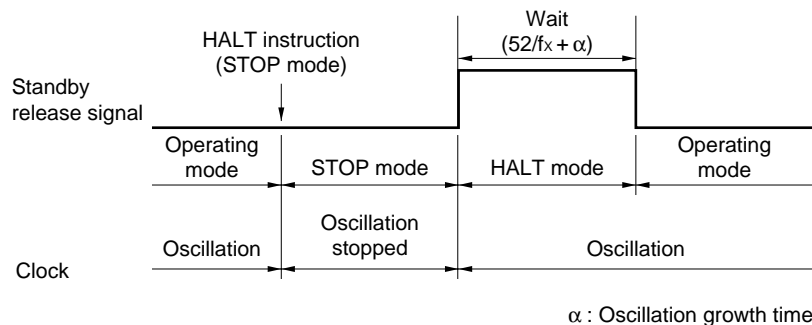 Wait
(52/fx + α)
HALT instruction
(STOP mode)
Standby
release signal
Operating
mode
STOP mode
HALT mode
Operating
mode
Oscillation
Oscillation
stopped
Oscillation
Clock
α : Oscillation growth time